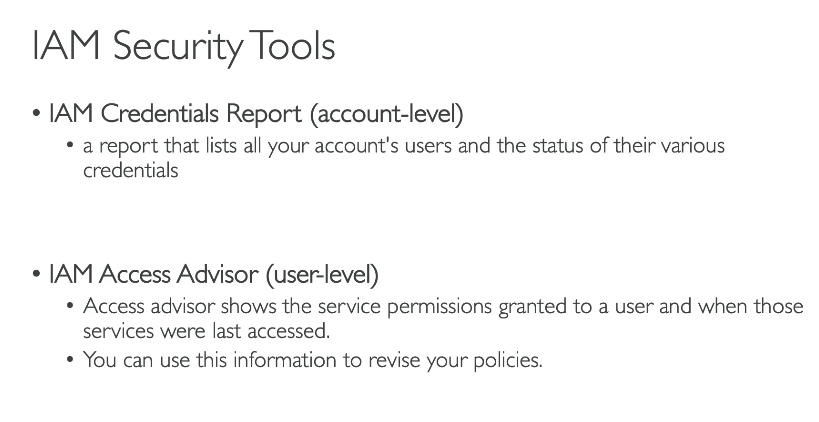 IAM Security Tools
• IAM Credentials Report (account-level)
• a report that lists all your account's users and the status of their various
credentials
• IAM Access Advisor (user-level)
• Access advisor shows the service permissions granted to a user and when those
services were last accessed.
• You can use this information to revise your policies.